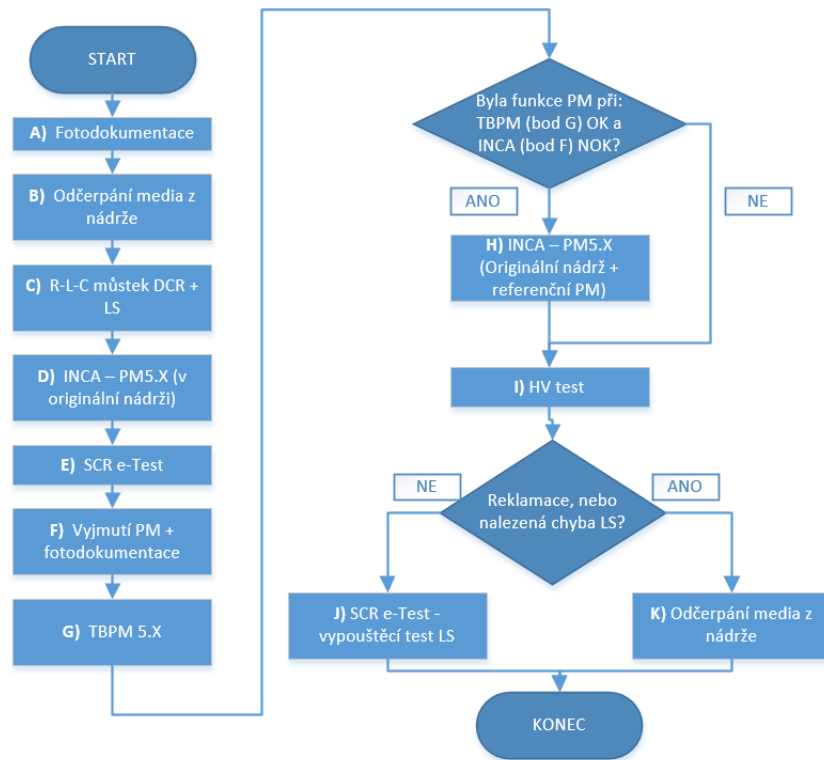 START
A) Fotodokumentace
B) Odčerpání media z
nádrže
C) R-L-C můstek DCR +
LS
D) INCA – PM5.X (v
originální nádrži)
E) SCR e-Test
F) Vyjmutí PM +
fotodokumentace
G) TBPM 5.X
Byla funkce PM při:
TBPM (bod G) OK a
INCA (bod F) NOK?
ANO
NE
H) INCA – PM5.X
(Originální nádrž +
referenční PM)
I) HV test
NE
ANO
Reklamace, nebo
nalezená chyba LS?
J) SCR e-Test -
vypouštěcí test LS
K) Odčerpání media z
nádrže
KONEC